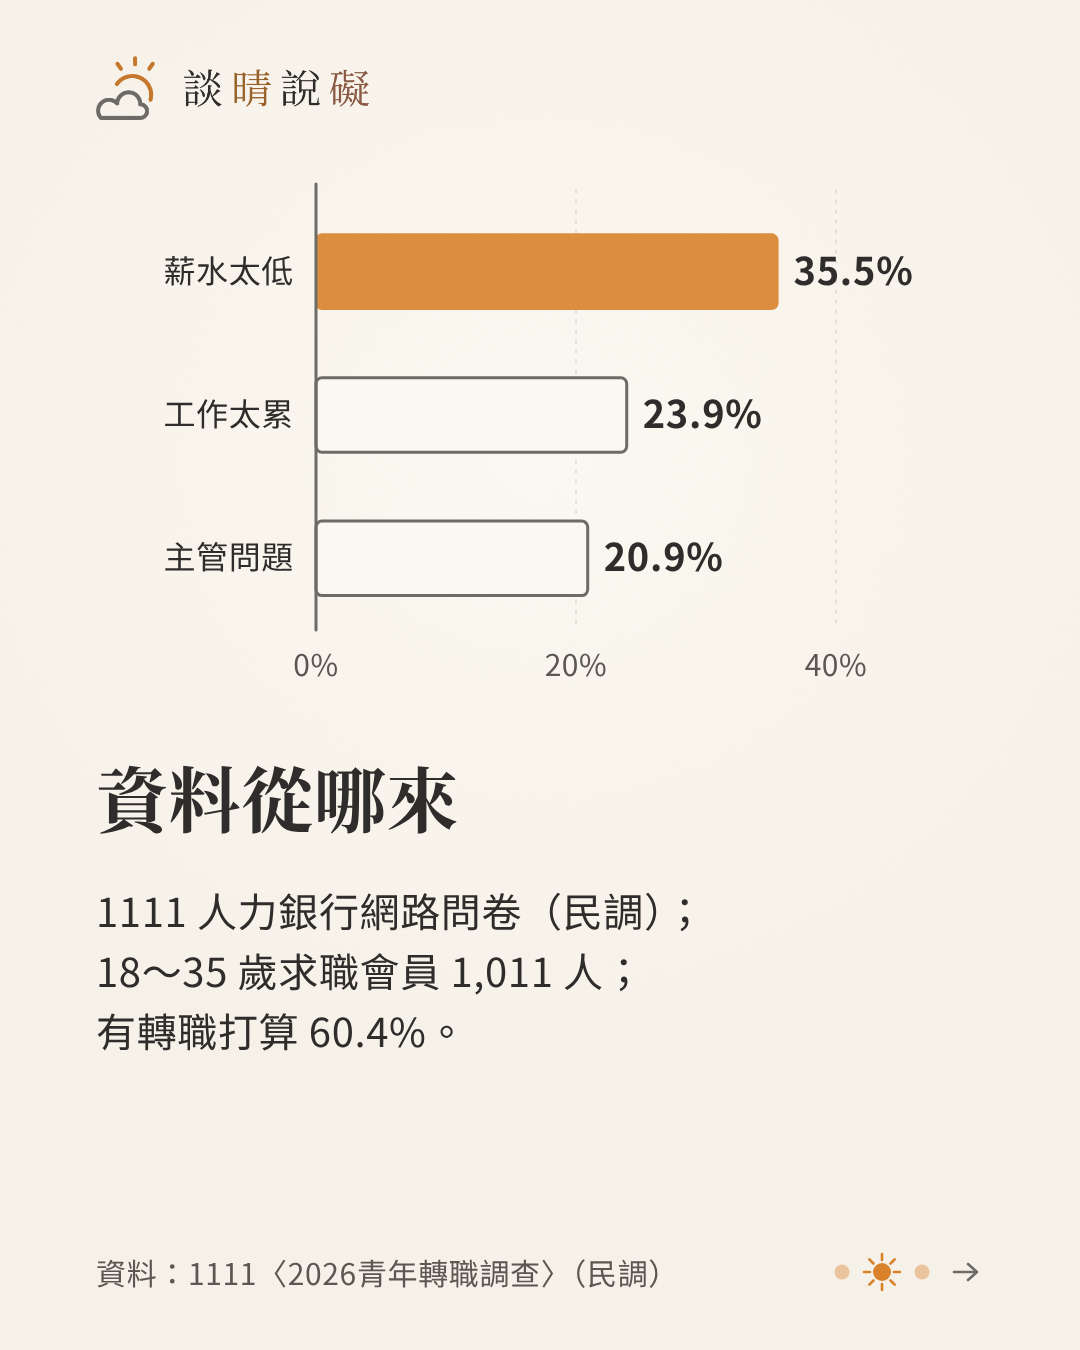 談晴說礙
薪水太低 35.5%
工作太累 23.9%
主管問題 20.9%
0% 20% 40%
資料從哪來
1111 人力銀行網路問卷（民調）；
18～35 歲求職會員 1,011 人；
有轉職打算 60.4%。
資料：1111〈2026青年轉職調查〉（民調）